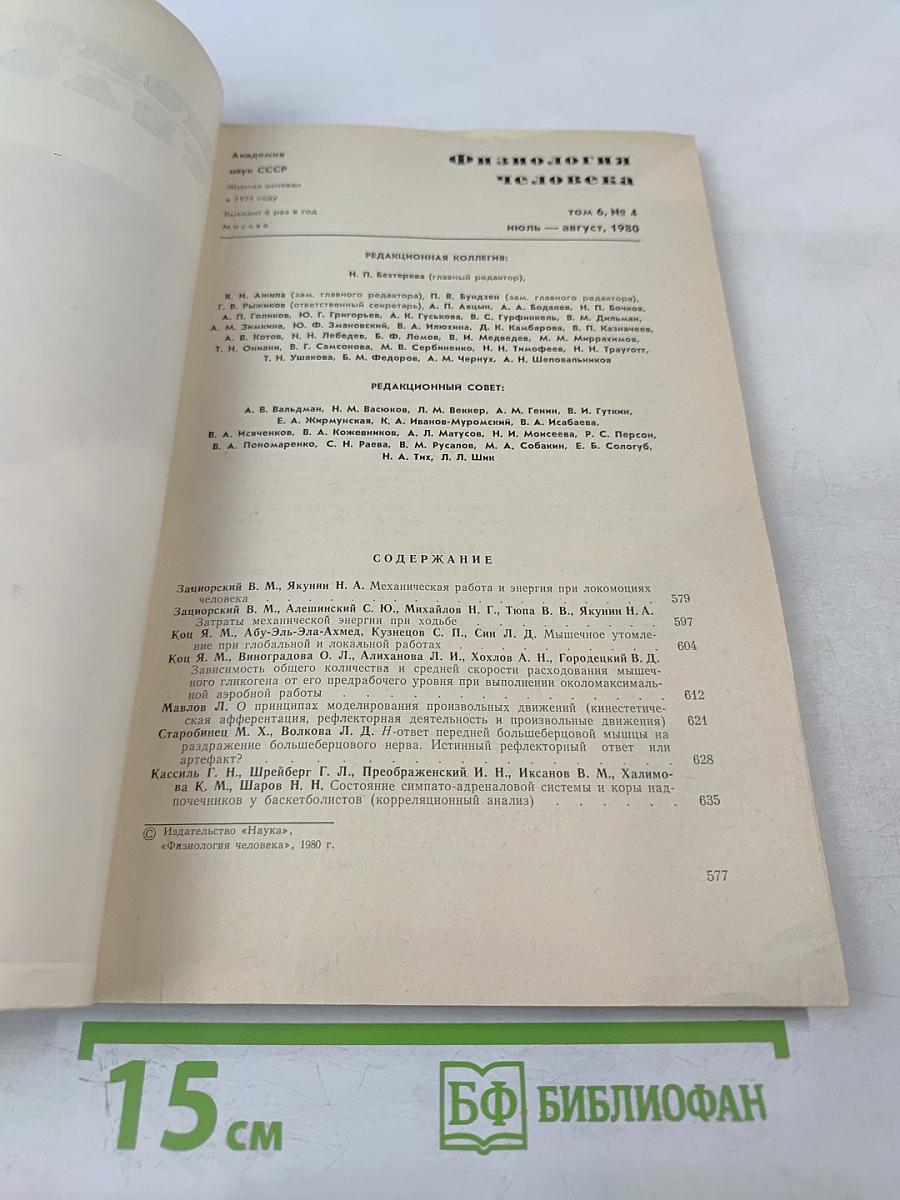 Академия
наук СССР
Журнал основан
в 1975 году
Выходит 6 раз в год
Москва
Физиология
человека
том 6, № 4
июль — август, 1980
РЕДАКЦИОННАЯ КОЛЛЕГИЯ:
Н. П. Бехтерева (главный редактор),
Я. И. Ажипа (зам. главного редактора), П. В. Бундзен (зам. главного редактора),
Г. В. Рыжиков (ответственный секретарь), А. П. Авцын, А. А. Бодалев, Н. П. Бочков,
А. П. Голиков, Ю. Г. Григорьев, А. К. Гуськова, В. С. Гурфинкель, В. М. Дильман,
А. М. Зимкина, Ю. Ф. Змановский, В. А. Илюхина, Д. К. Камбарова, В. П. Казначеев,
А. В. Котов, Н. Н. Лебедев, Б. Ф. Ломов, В. И. Медведев, М. М. Миррахимов,
Т. Н. Ониани, В. Г. Самсонова, М. В. Сербиненко, Н. Н. Тимофеев, Н. Н. Трауготт,
Т. Н. Ушакова, Б. М. Федоров, А. М. Чернух, А. Н. Шеповальников
РЕДАКЦИОННЫЙ СОВЕТ:
А. В. Вальдман, Н. М. Васюков, Л. М. Веккер, А. М. Генин, В. И. Гуткин,
Е. А. Жирмунская, К. А. Иванов-Муромский, В. А. Исабаева,
В. А. Исяченков, В. А. Кожевников, А. Л. Матусов, Н. И. Моисеева, Р. С. Персон,
В. А. Пономаренко, С. Н. Раева, В. М. Русалов, М. А. Собакин, Е. Б. Сологуб,
Н. А. Тих, Л. Л. Шик
СОДЕРЖАНИЕ
Зациорский В. М., Якунин Н. А. Механическая работа и энергия при локомоциях
человека . . . . . . . . . . . . . . . . 579
Зациорский В. М., Алешинский С. Ю., Михайлов Н. Г., Тюпа В. В., Якунин Н. А.
Затраты механической энергии при ходьбе . . . . . . . . 597
Коц Я. М., Абу-Эль-Эла-Ахмед, Кузнецов С. П., Син Л. Д. Мышечное утомле-
ние при глобальной и локальной работах . . . . . . . . 604
Коц Я. М., Виноградова О. Л., Алиханова Л. И., Хохлов А. Н., Городецкий В. Д.
Зависимость общего количества и средней скорости расходования мышеч-
ного гликогена от его предрабочего уровня при выполнении околомаксималь-
ной аэробной работы . . . . . . . . . . . . . 612
Мавлов Л. О принципах моделирования произвольных движений (кинестетиче-
ская афферентация, рефлекторная деятельность и произвольные движения) 621
Старобинец М. Х., Волкова Л. Д. Н-ответ передней большеберцовой мышцы на
раздражение большеберцового нерва. Истинный рефлекторный ответ или
артефакт? . . . . . . . . . . . . . . . . 628
Кассиль Г. Н., Шрейберг Г. Л., Преображенский И. Н., Иксанов В. М., Халимо-
ва К. М., Шаров Н. Н. Состояние симпато-адреналовой системы и коры над-
почечников у баскетболистов (корреляционный анализ) . . . . . 635
© Издательство «Наука»,
«Физиология человека», 1980 г.
577
15 см
БФ БИБЛИОФАН